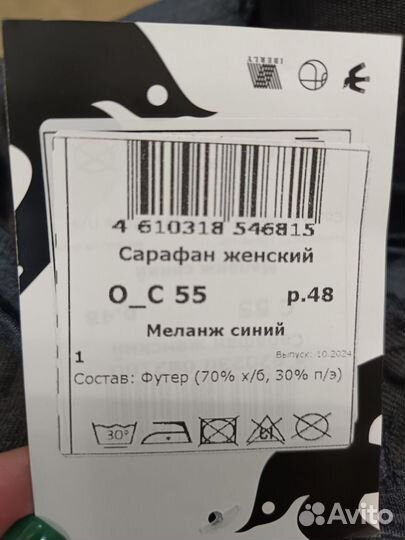 IBERLY
4 610318 546815
Сарафан женский
О_С 55 р.48
Меланж синий
1 Выпуск: 10.2024
Состав: Футер (70% х/б, 30% п/э)
30°
Avito